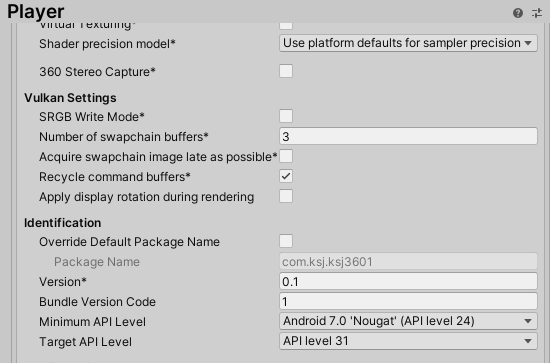 Player
Virtual Texturing*
Shader precision model*
Use platform defaults for sampler precision
360 Stereo Capture*
Vulkan Settings
SRGB Write Mode*
Number of swapchain buffers*
3
Acquire swapchain image late as possible*
Recycle command buffers*
Apply display rotation during rendering
Identification
Override Default Package Name
Package Name
com.ksj.ksj3601
Version*
0.1
Bundle Version Code
1
Minimum API Level
Android 7.0 'Nougat' (API level 24)
Target API Level
API level 31